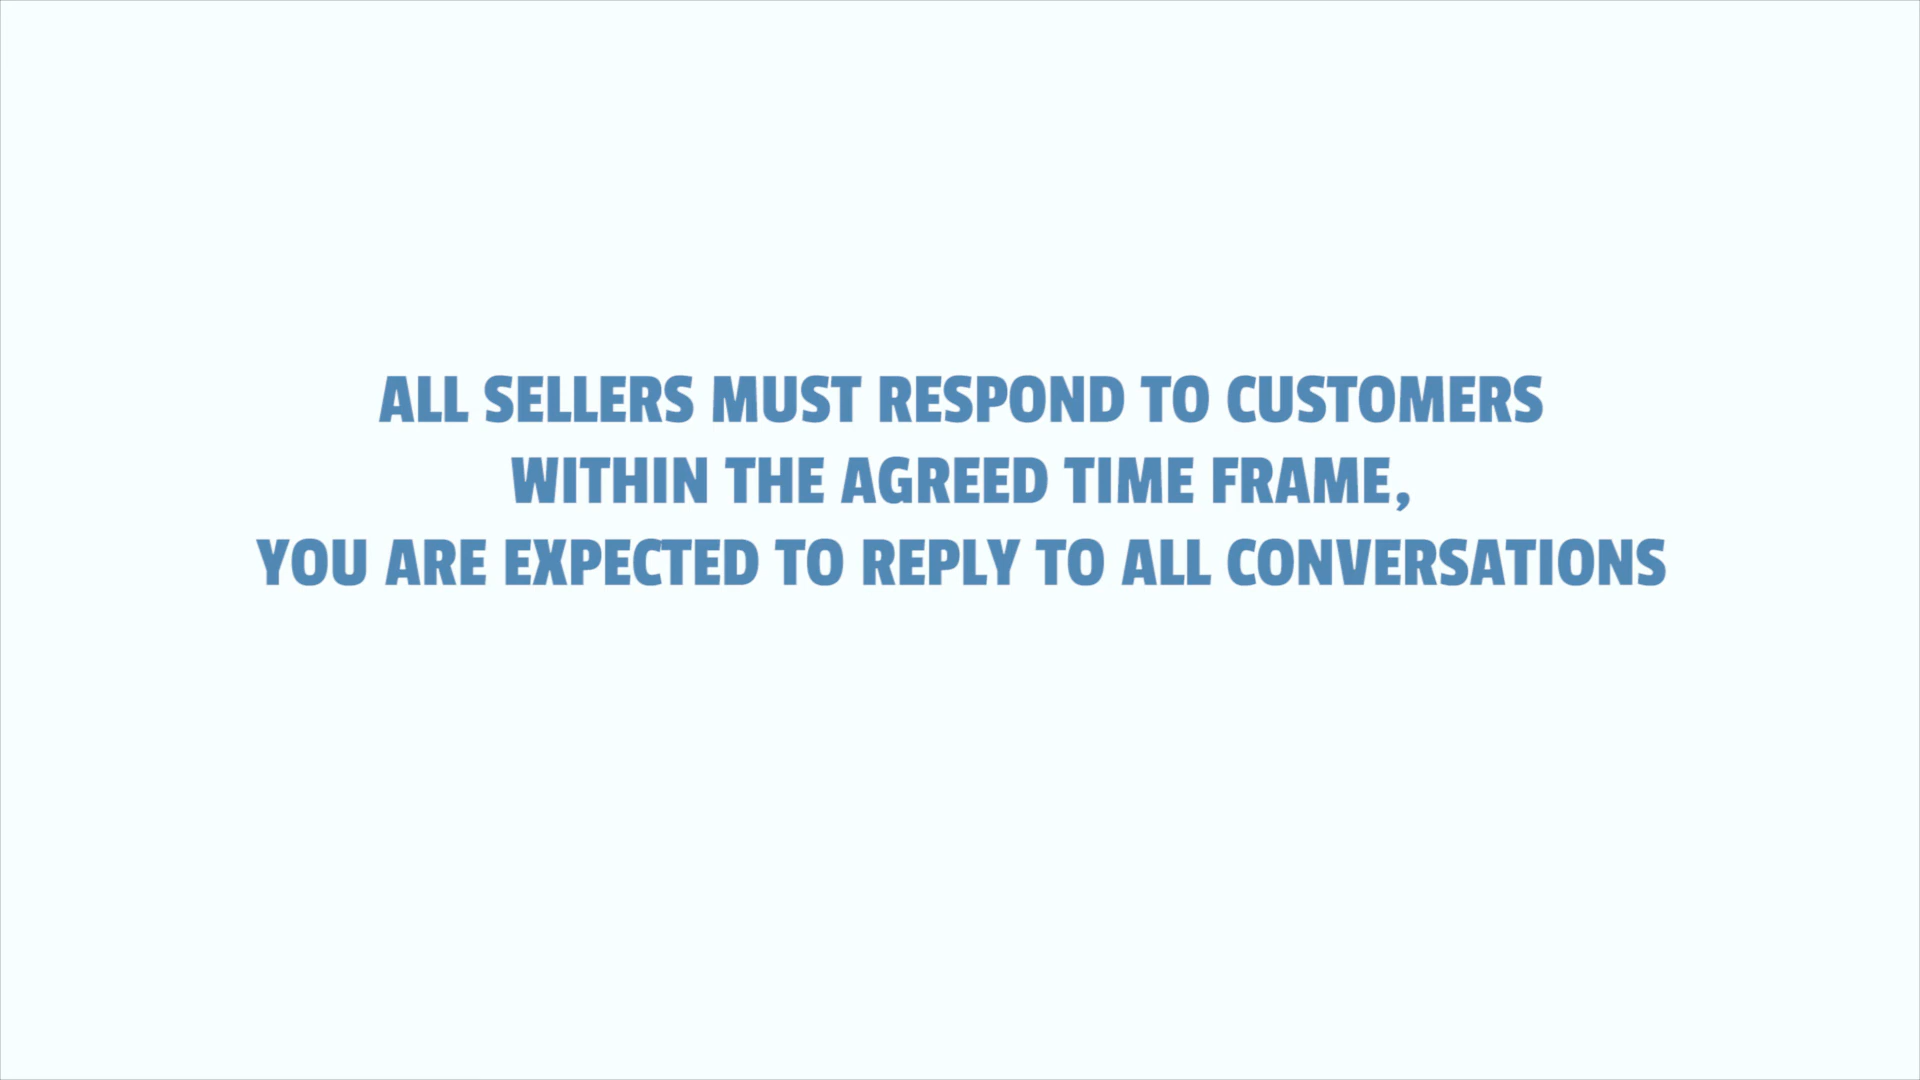 ALL SELLERS MUST RESPOND TO CUSTOMERS
WITHIN THE AGREED TIME FRAME,
YOU ARE EXPECTED TO REPLY TO ALL CONVERSATIONS